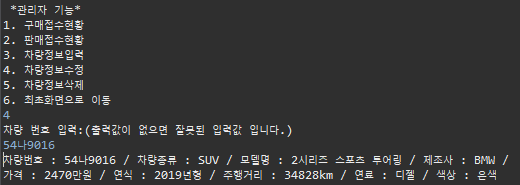 *관리자 기능*
1. 구매접수현황
2. 판매접수현황
3. 차량정보입력
4. 차량정보수정
5. 차량정보삭제
6. 최초화면으로 이동
4
차량 번호 입력:(출력값이 없으면 잘못된 입력값 입니다.)
54나9016
차량번호 : 54나9016 / 차량종류 : SUV / 모델명 : 2시리즈 스포츠 투어링 / 제조사 : BMW /
가격 : 2470만원 / 연식 : 2019년형 / 주행거리 : 34828km / 연료 : 디젤 / 색상 : 은색